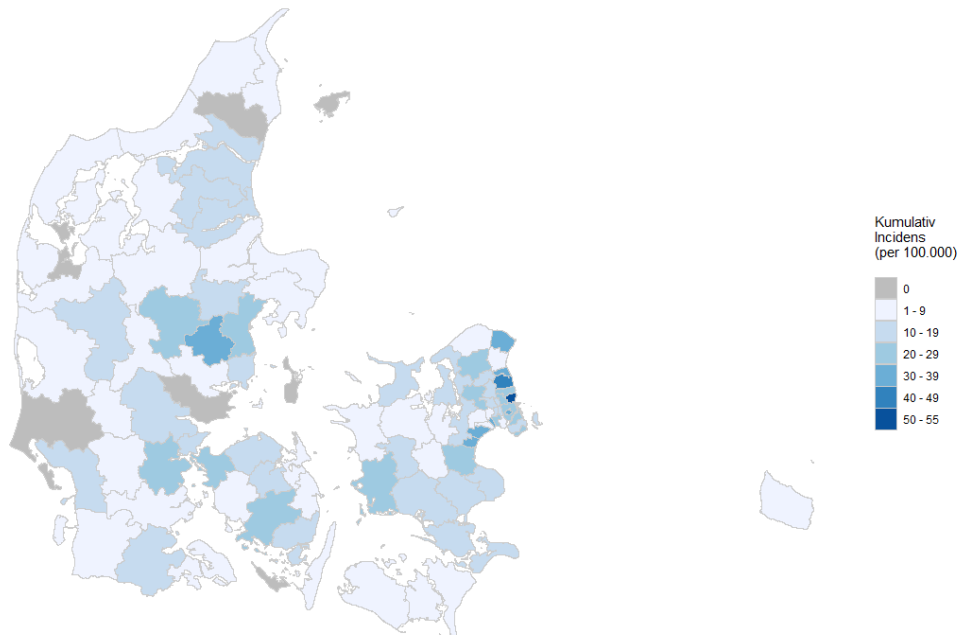 Kumulativ
Incidens
(per 100.000)
0
1 - 9
10 - 19
20 - 29
30 - 39
40 - 49
50 - 55